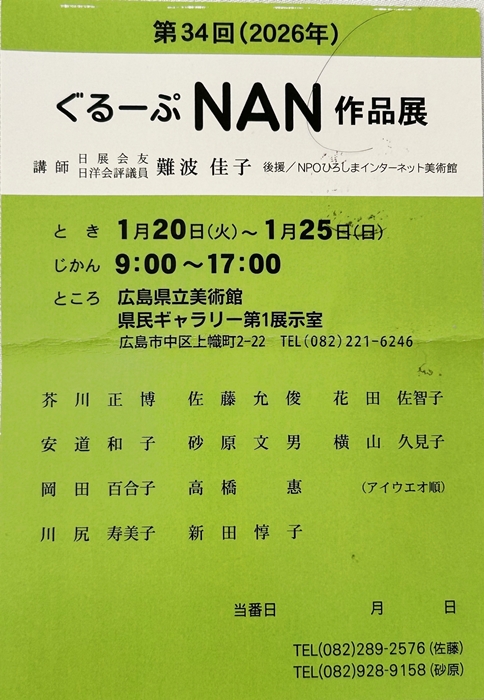 第34回(2026年)
ぐるーぷ NAN 作品展
講師 日展会友 日洋会評議員 難波 佳子 後援／NPOひろしまインターネット美術館
とき 1月20日(火)～1月25日(日)
じかん 9:00～17:00
ところ 広島県立美術館
県民ギャラリー第1展示室
広島市中区上幟町2-22 TEL(082)221-6246
芥川正博 佐藤允俊 花田佐智子
安道和子 砂原文男 横山久見子
岡田百合子 高橋惠 (アイウエオ順)
川尻寿美子 新田惇子
当番日 月 日
TEL(082)289-2576(佐藤)
TEL(082)928-9158(砂原)